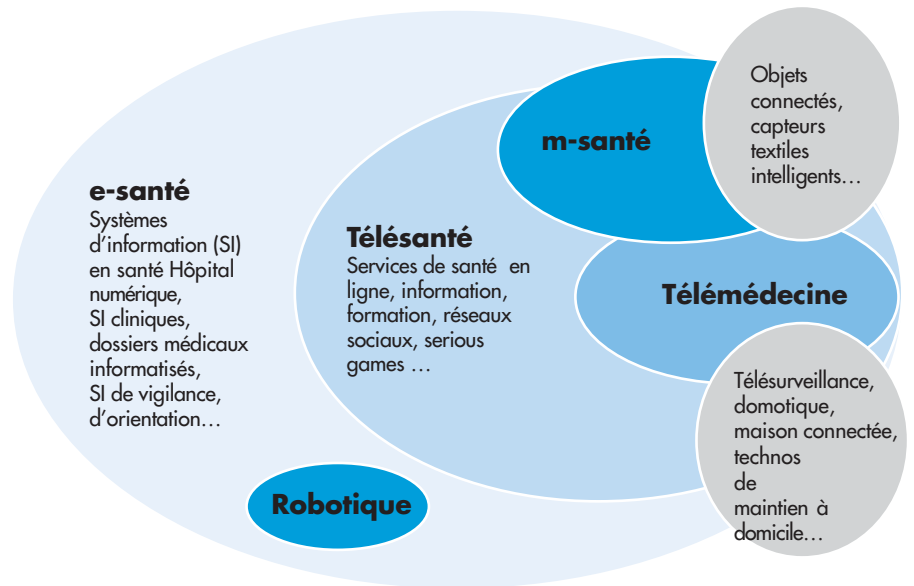 e-santé
Systèmes
d’information (SI)
en santé Hôpital
numérique,
SI cliniques,
dossiers médicaux
informatisés,
SI de vigilance,
d’orientation…
Télésanté
Services de santé en
ligne, information,
formation, réseaux
sociaux, serious
games …
m-santé
Objets
connectés,
capteurs
textiles
intelligents…
Télémédecine
Télésurveillance,
domotique,
maison connectée,
technos
de
maintien à
domicile…
Robotique